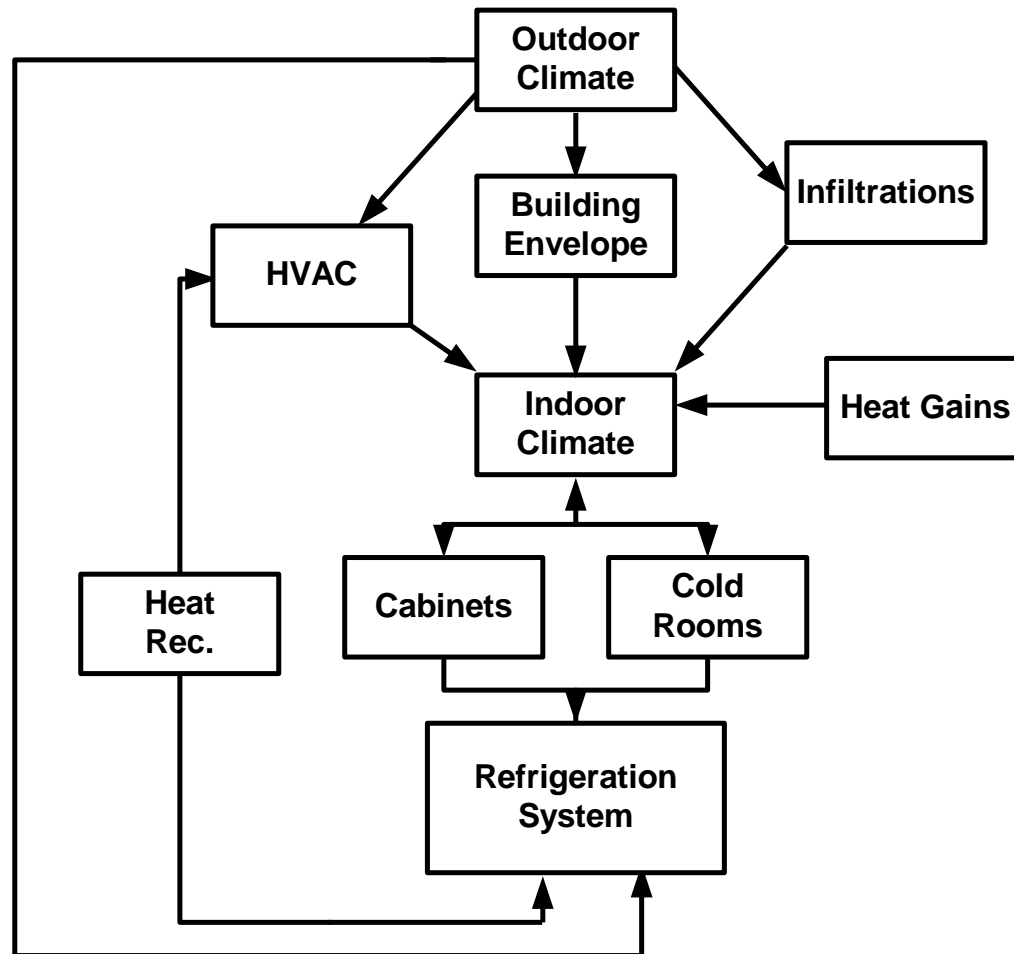 Outdoor
Climate
Infiltrations
Building
Envelope
HVAC
Indoor
Climate
Heat Gains
Cabinets
Cold
Rooms
Heat
Rec.
Refrigeration
System